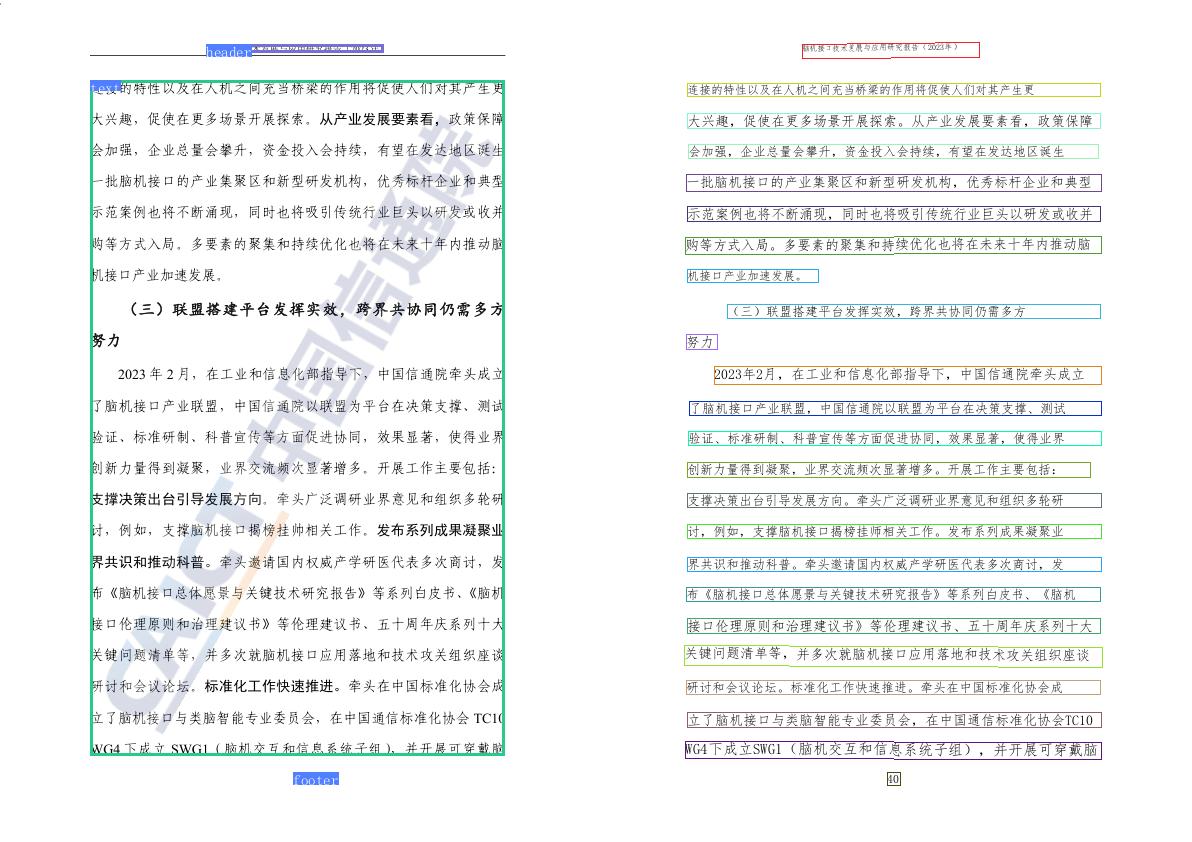 header
text
连接的特性以及在人机之间充当桥梁的作用将促使人们对其产生更
大兴趣，促使在更多场景开展探索。从产业发展要素看，政策保障
会加强，企业总量会攀升，资金投入会持续，有望在发达地区诞生
一批脑机接口的产业集聚区和新型研发机构，优秀标杆企业和典型
示范案例也将不断涌现，同时也将吸引传统行业巨头以研发或收并
购等方式入局。多要素的聚集和持续优化也将在未来十年内推动脑
机接口产业加速发展。
（三）联盟搭建平台发挥实效，跨界共协同仍需多方
努力
2023 年 2 月，在工业和信息化部指导下，中国信通院牵头成立
了脑机接口产业联盟，中国信通院以联盟为平台在决策支撑、测试
验证、标准研制、科普宣传等方面促进协同，效果显著，使得业界
创新力量得到凝聚，业界交流频次显著增多。开展工作主要包括：
支撑决策出台引导发展方向。牵头广泛调研业界意见和组织多轮研
讨，例如，支撑脑机接口揭榜挂师相关工作。发布系列成果凝聚业
界共识和推动科普。牵头邀请国内权威产学研医代表多次商讨，发
布《脑机接口总体愿景与关键技术研究报告》等系列白皮书、《脑机
接口伦理原则和治理建议书》等伦理建议书、五十周年庆系列十大
关键问题清单等，并多次就脑机接口应用落地和技术攻关组织座谈
研讨和会议论坛。标准化工作快速推进。牵头在中国标准化协会成
立了脑机接口与类脑智能专业委员会，在中国通信标准化协会 TC10
WG4 下成立 SWG1（脑机交互和信息系统子组），并开展可穿戴脑
CAICT 中国信通院
footer
脑机接口技术发展与应用研究报告（2023年）
连接的特性以及在人机之间充当桥梁的作用将促使人们对其产生更
大兴趣，促使在更多场景开展探索。从产业发展要素看，政策保障
会加强，企业总量会攀升，资金投入会持续，有望在发达地区诞生
一批脑机接口的产业集聚区和新型研发机构，优秀标杆企业和典型
示范案例也将不断涌现，同时也将吸引传统行业巨头以研发或收并
购等方式入局。多要素的聚集和持续优化也将在未来十年内推动脑
机接口产业加速发展。
（三）联盟搭建平台发挥实效，跨界共协同仍需多方
努力
2023年2月，在工业和信息化部指导下，中国信通院牵头成立
了脑机接口产业联盟，中国信通院以联盟为平台在决策支撑、测试
验证、标准研制、科普宣传等方面促进协同，效果显著，使得业界
创新力量得到凝聚，业界交流频次显著增多。开展工作主要包括：
支撑决策出台引导发展方向。牵头广泛调研业界意见和组织多轮研
讨，例如，支撑脑机接口揭榜挂师相关工作。发布系列成果凝聚业
界共识和推动科普。牵头邀请国内权威产学研医代表多次商讨，发
布《脑机接口总体愿景与关键技术研究报告》等系列白皮书、《脑机
接口伦理原则和治理建议书》等伦理建议书、五十周年庆系列十大
关键问题清单等，并多次就脑机接口应用落地和技术攻关组织座谈
研讨和会议论坛。标准化工作快速推进。牵头在中国标准化协会成
立了脑机接口与类脑智能专业委员会，在中国通信标准化协会TC10
WG4下成立SWG1（脑机交互和信息系统子组），并开展可穿戴脑
40